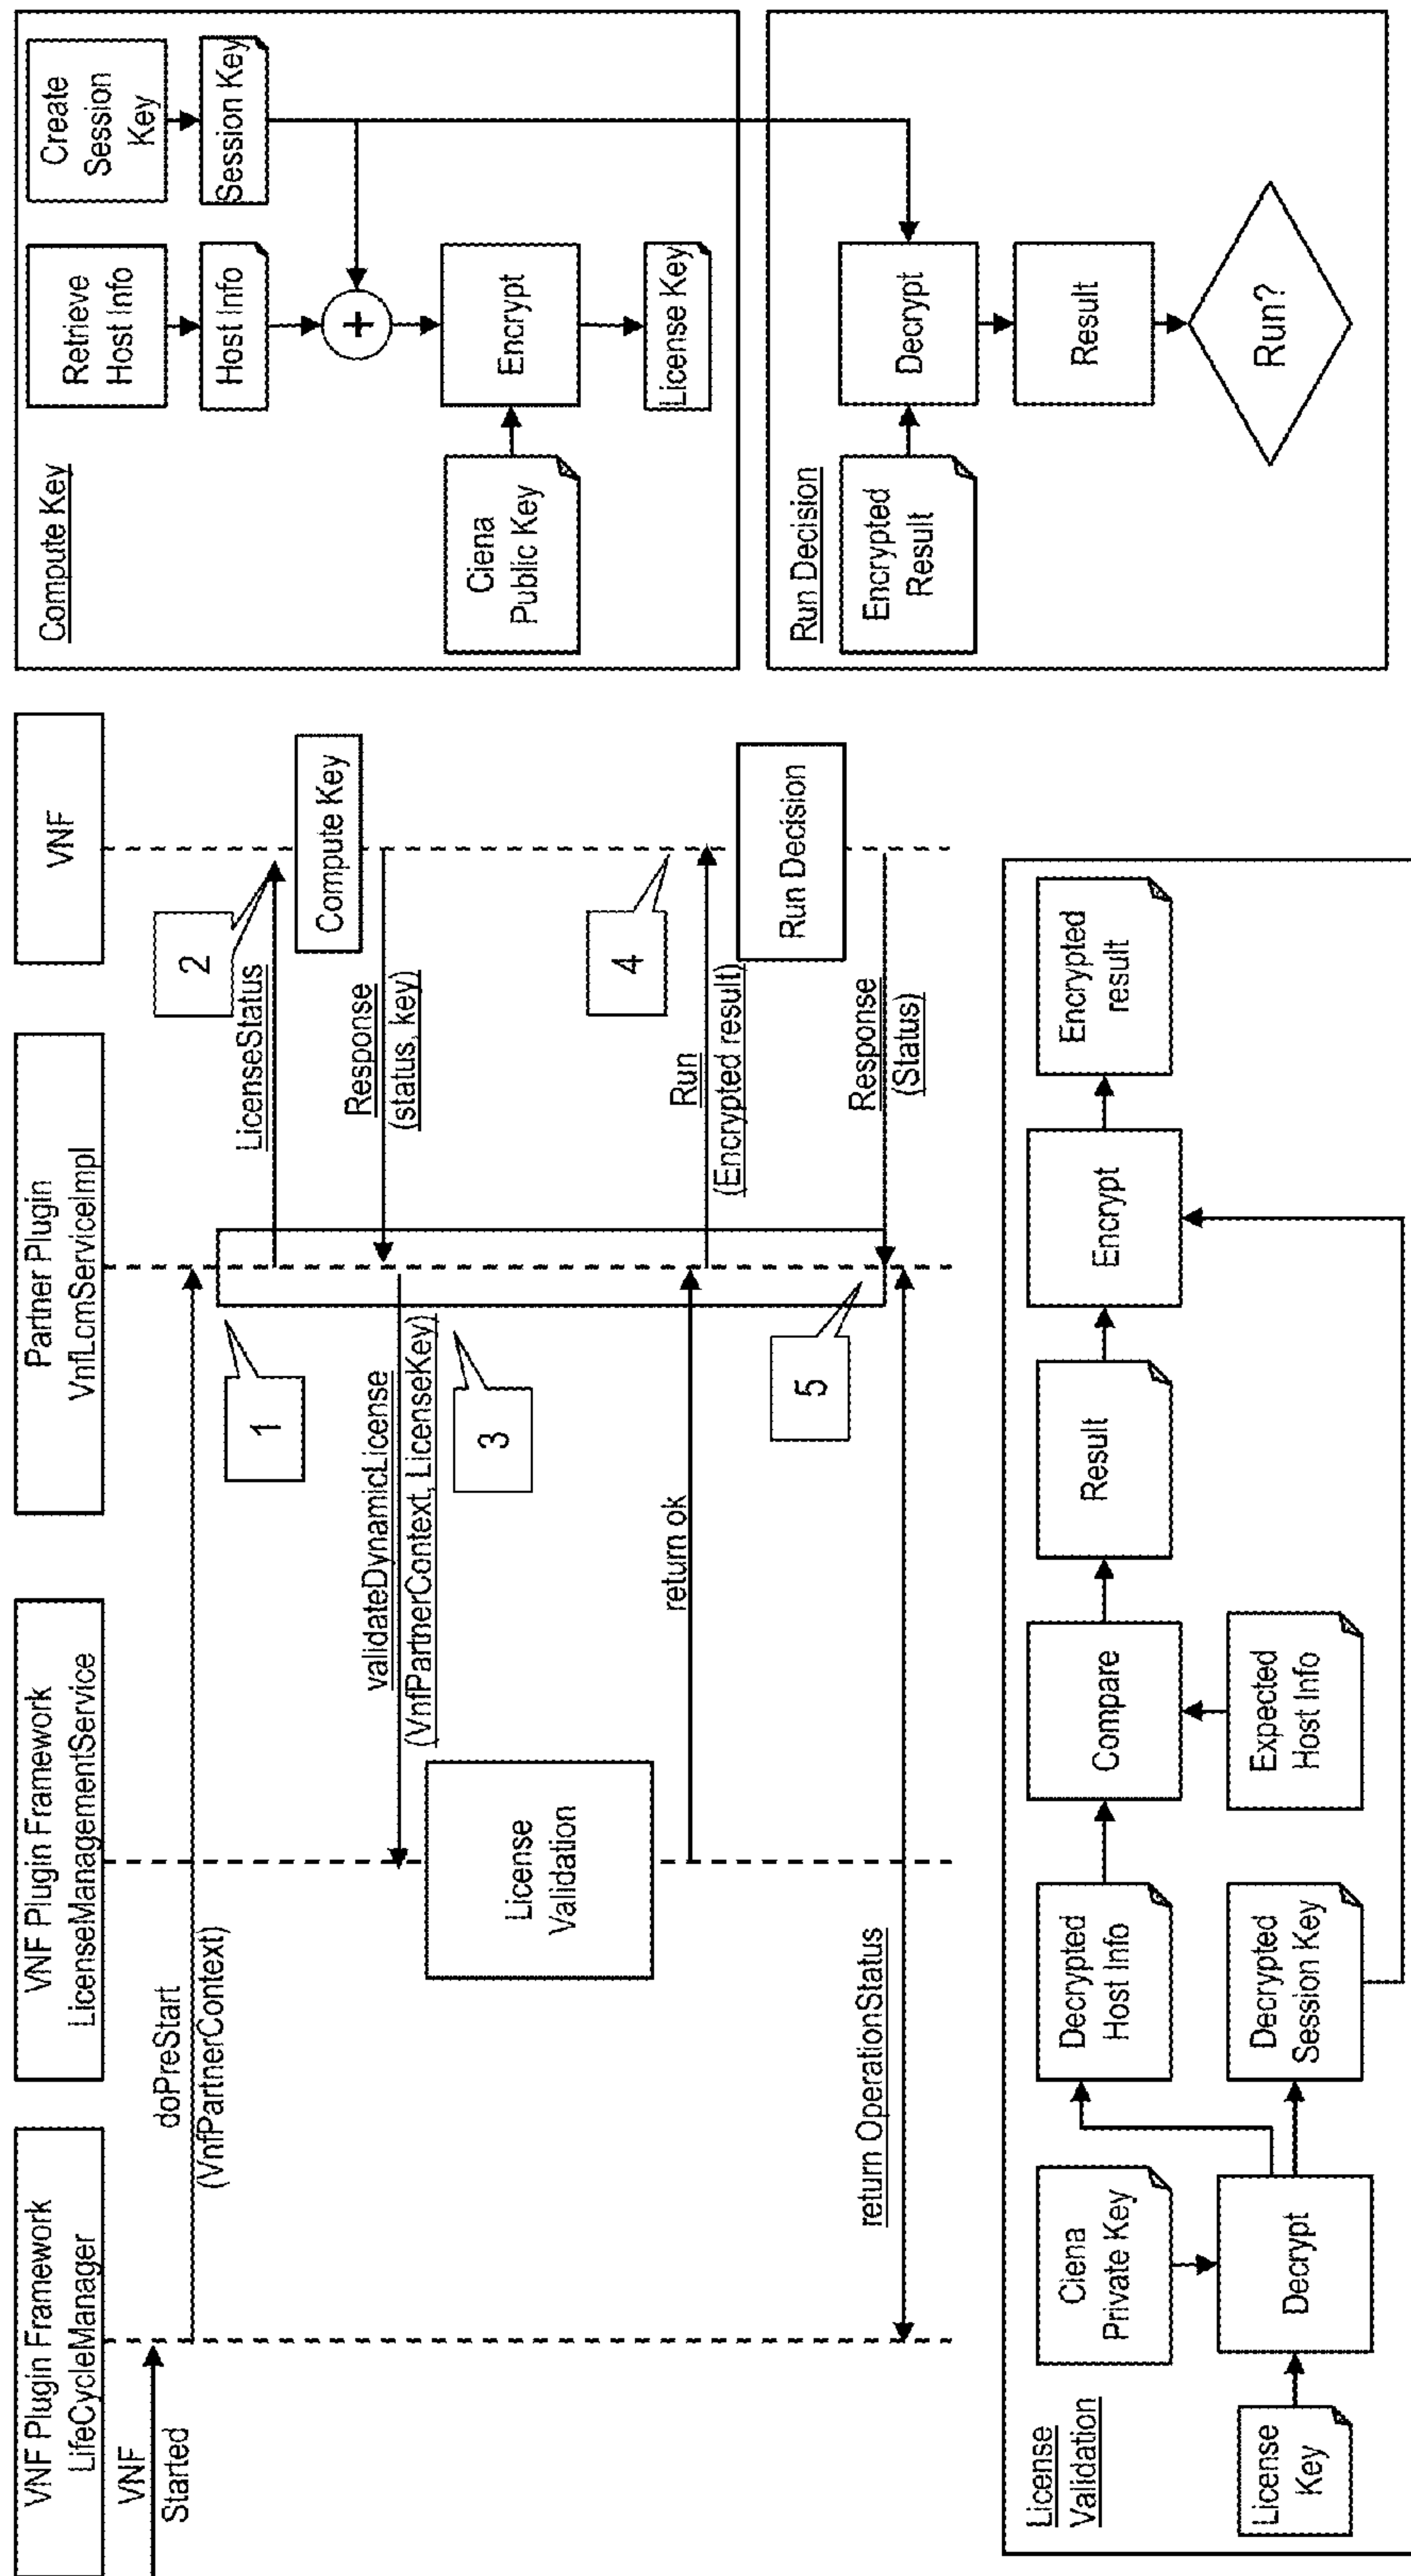 VNF Plugin Framework
LifeCycleManager
VNF Plugin Framework
LicenseManagementService
Partner Plugin
VnfLcmServiceImpl
VNF
VNF
Started
doPreStart
(VnfPartnerContext)
1
2
LicenseStatus
Compute Key
Response
(status, key)
validateDynamicLicense
(VnfPartnerContext, LicenseKey)
3
License
Validation
return ok
4
Run
(Encrypted result)
Run Decision
5
Response
(Status)
return OperationStatus
Compute Key
Retrieve
Host Info
Create
Session
Key
Host Info
Session Key
+
Ciena
Public Key
Encrypt
License Key
Run Decision
Encrypted
Result
Decrypt
Result
Run?
License
Validation
License
Key
Ciena
Private Key
Decrypt
Decrypted
Host Info
Decrypted
Session Key
Compare
Expected
Host Info
Result
Encrypt
Encrypted
result